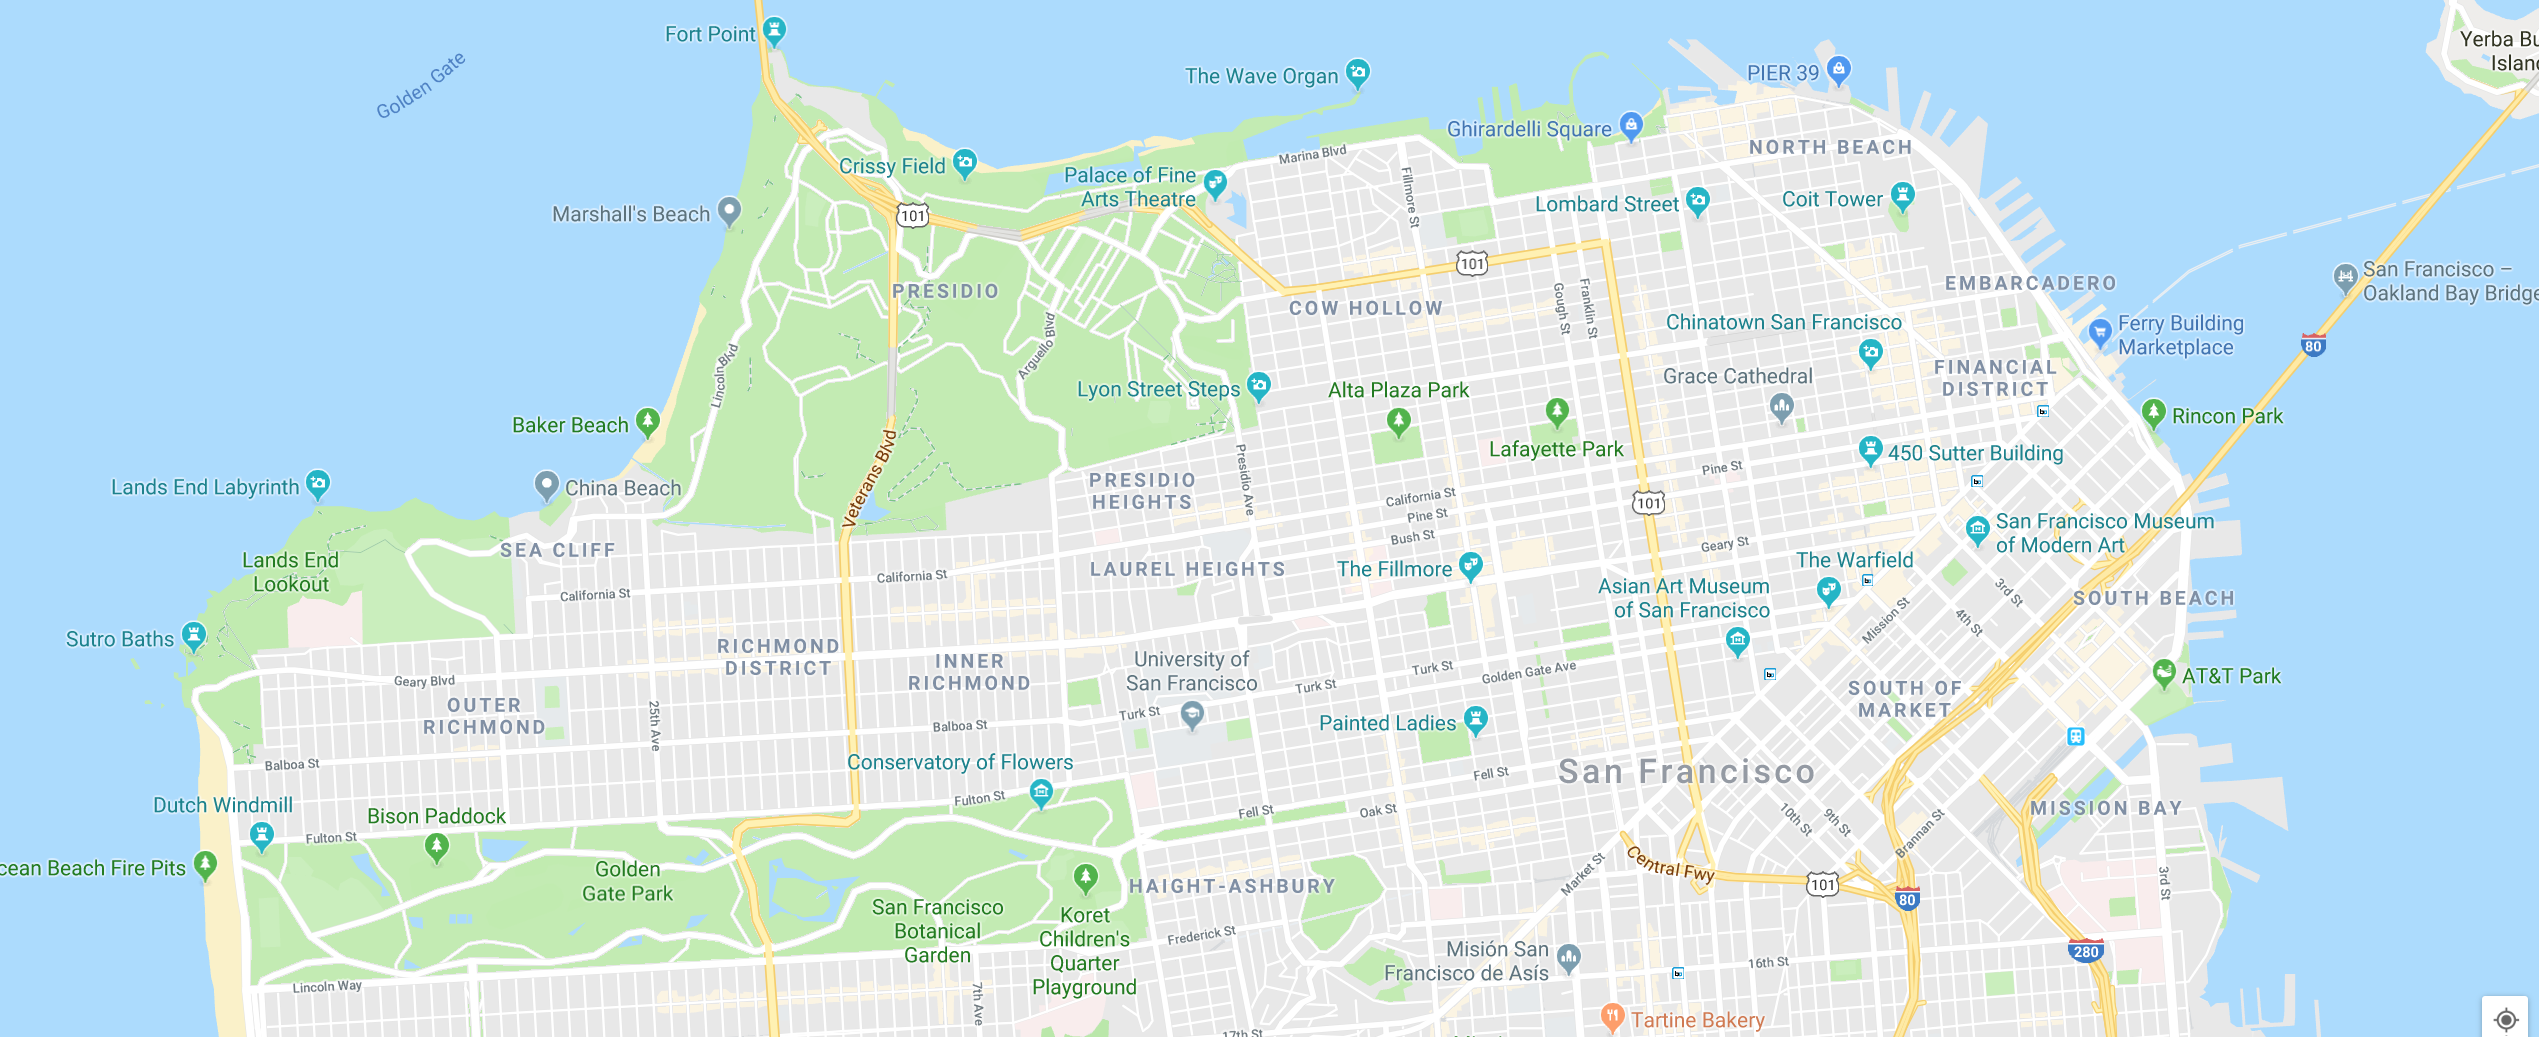 Fort Point
Golden Gate
The Wave Organ
PIER 39
Yerba Bu
Islan
Ghirardelli Square
NORTH BEACH
Marina Blvd
Crissy Field
Palace of Fine
Arts Theatre
Fillmore St
Lombard Street
Coit Tower
Marshall's Beach
101
101
San Francisco –
Oakland Bay Bridge
EMBARCADERO
PRESIDIO
COW HOLLOW
Gough St
Franklin St
Chinatown San Francisco
Ferry Building
Marketplace
80
Arguello Blvd
Lincoln Blvd
FINANCIAL
DISTRICT
Grace Cathedral
Lyon Street Steps
Alta Plaza Park
Rincon Park
Baker Beach
Lafayette Park
450 Sutter Building
Veterans Blvd
Presidio Ave
Pine St
PRESIDIO
HEIGHTS
Lands End Labyrinth
China Beach
California St
Pine St
Bush St
101
San Francisco Museum
of Modern Art
SEA CLIFF
Geary St
The Warfield
Lands End
Lookout
LAUREL HEIGHTS
The Fillmore
Asian Art Museum
of San Francisco
California St
California St
Mission St
3rd St
4th St
SOUTH BEACH
Sutro Baths
RICHMOND
DISTRICT
INNER
RICHMOND
University of
San Francisco
Turk St
Golden Gate Ave
Turk St
Turk St
AT&T Park
Geary Blvd
OUTER
RICHMOND
25th Ave
SOUTH OF
MARKET
Balboa St
Painted Ladies
Balboa St
Conservatory of Flowers
Fell St
San Francisco
Fulton St
Dutch Windmill
Bison Paddock
Fell St
Oak St
10th St
9th St
Brannan St
MISSION BAY
Fulton St
cean Beach Fire Pits
Golden
Gate Park
Central Fwy
Market St
HAIGHT-ASHBURY
101
80
3rd St
San Francisco
Botanical
Garden
Koret
Children's
Quarter
Playground
Frederick St
Misión San
Francisco de Asís
16th St
280
Lincoln Way
7th Ave
17th St
Tartine Bakery